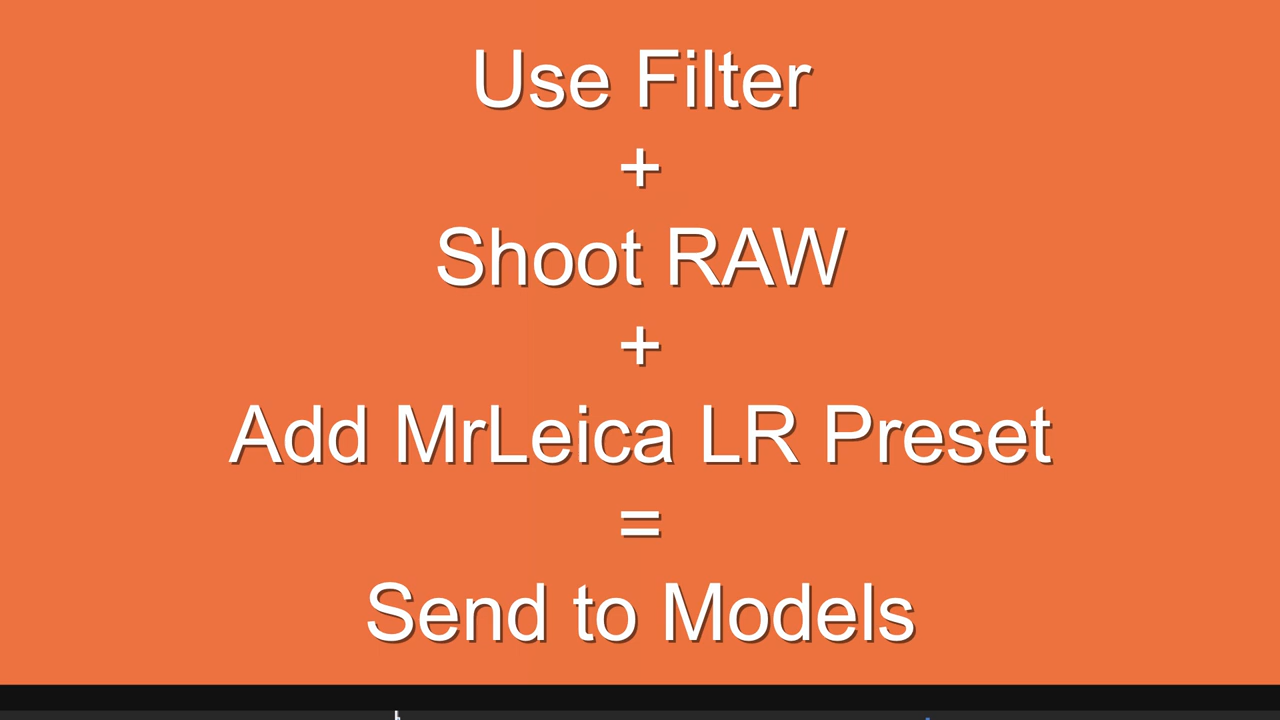 Use Filter
+
Shoot RAW
+
Add MrLeica LR Preset
=
Send to Models